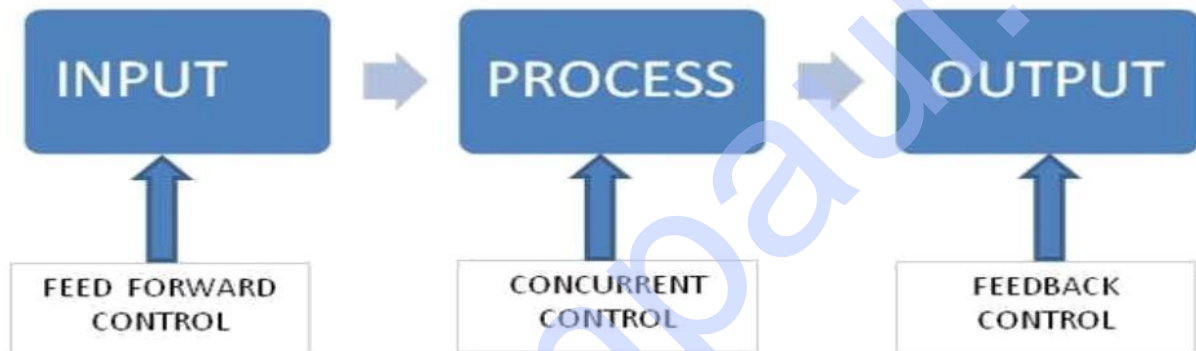 INPUT
PROCESS
OUTPUT
FEED FORWARD
CONTROL
CONCURRENT
CONTROL
FEEDBACK
CONTROL